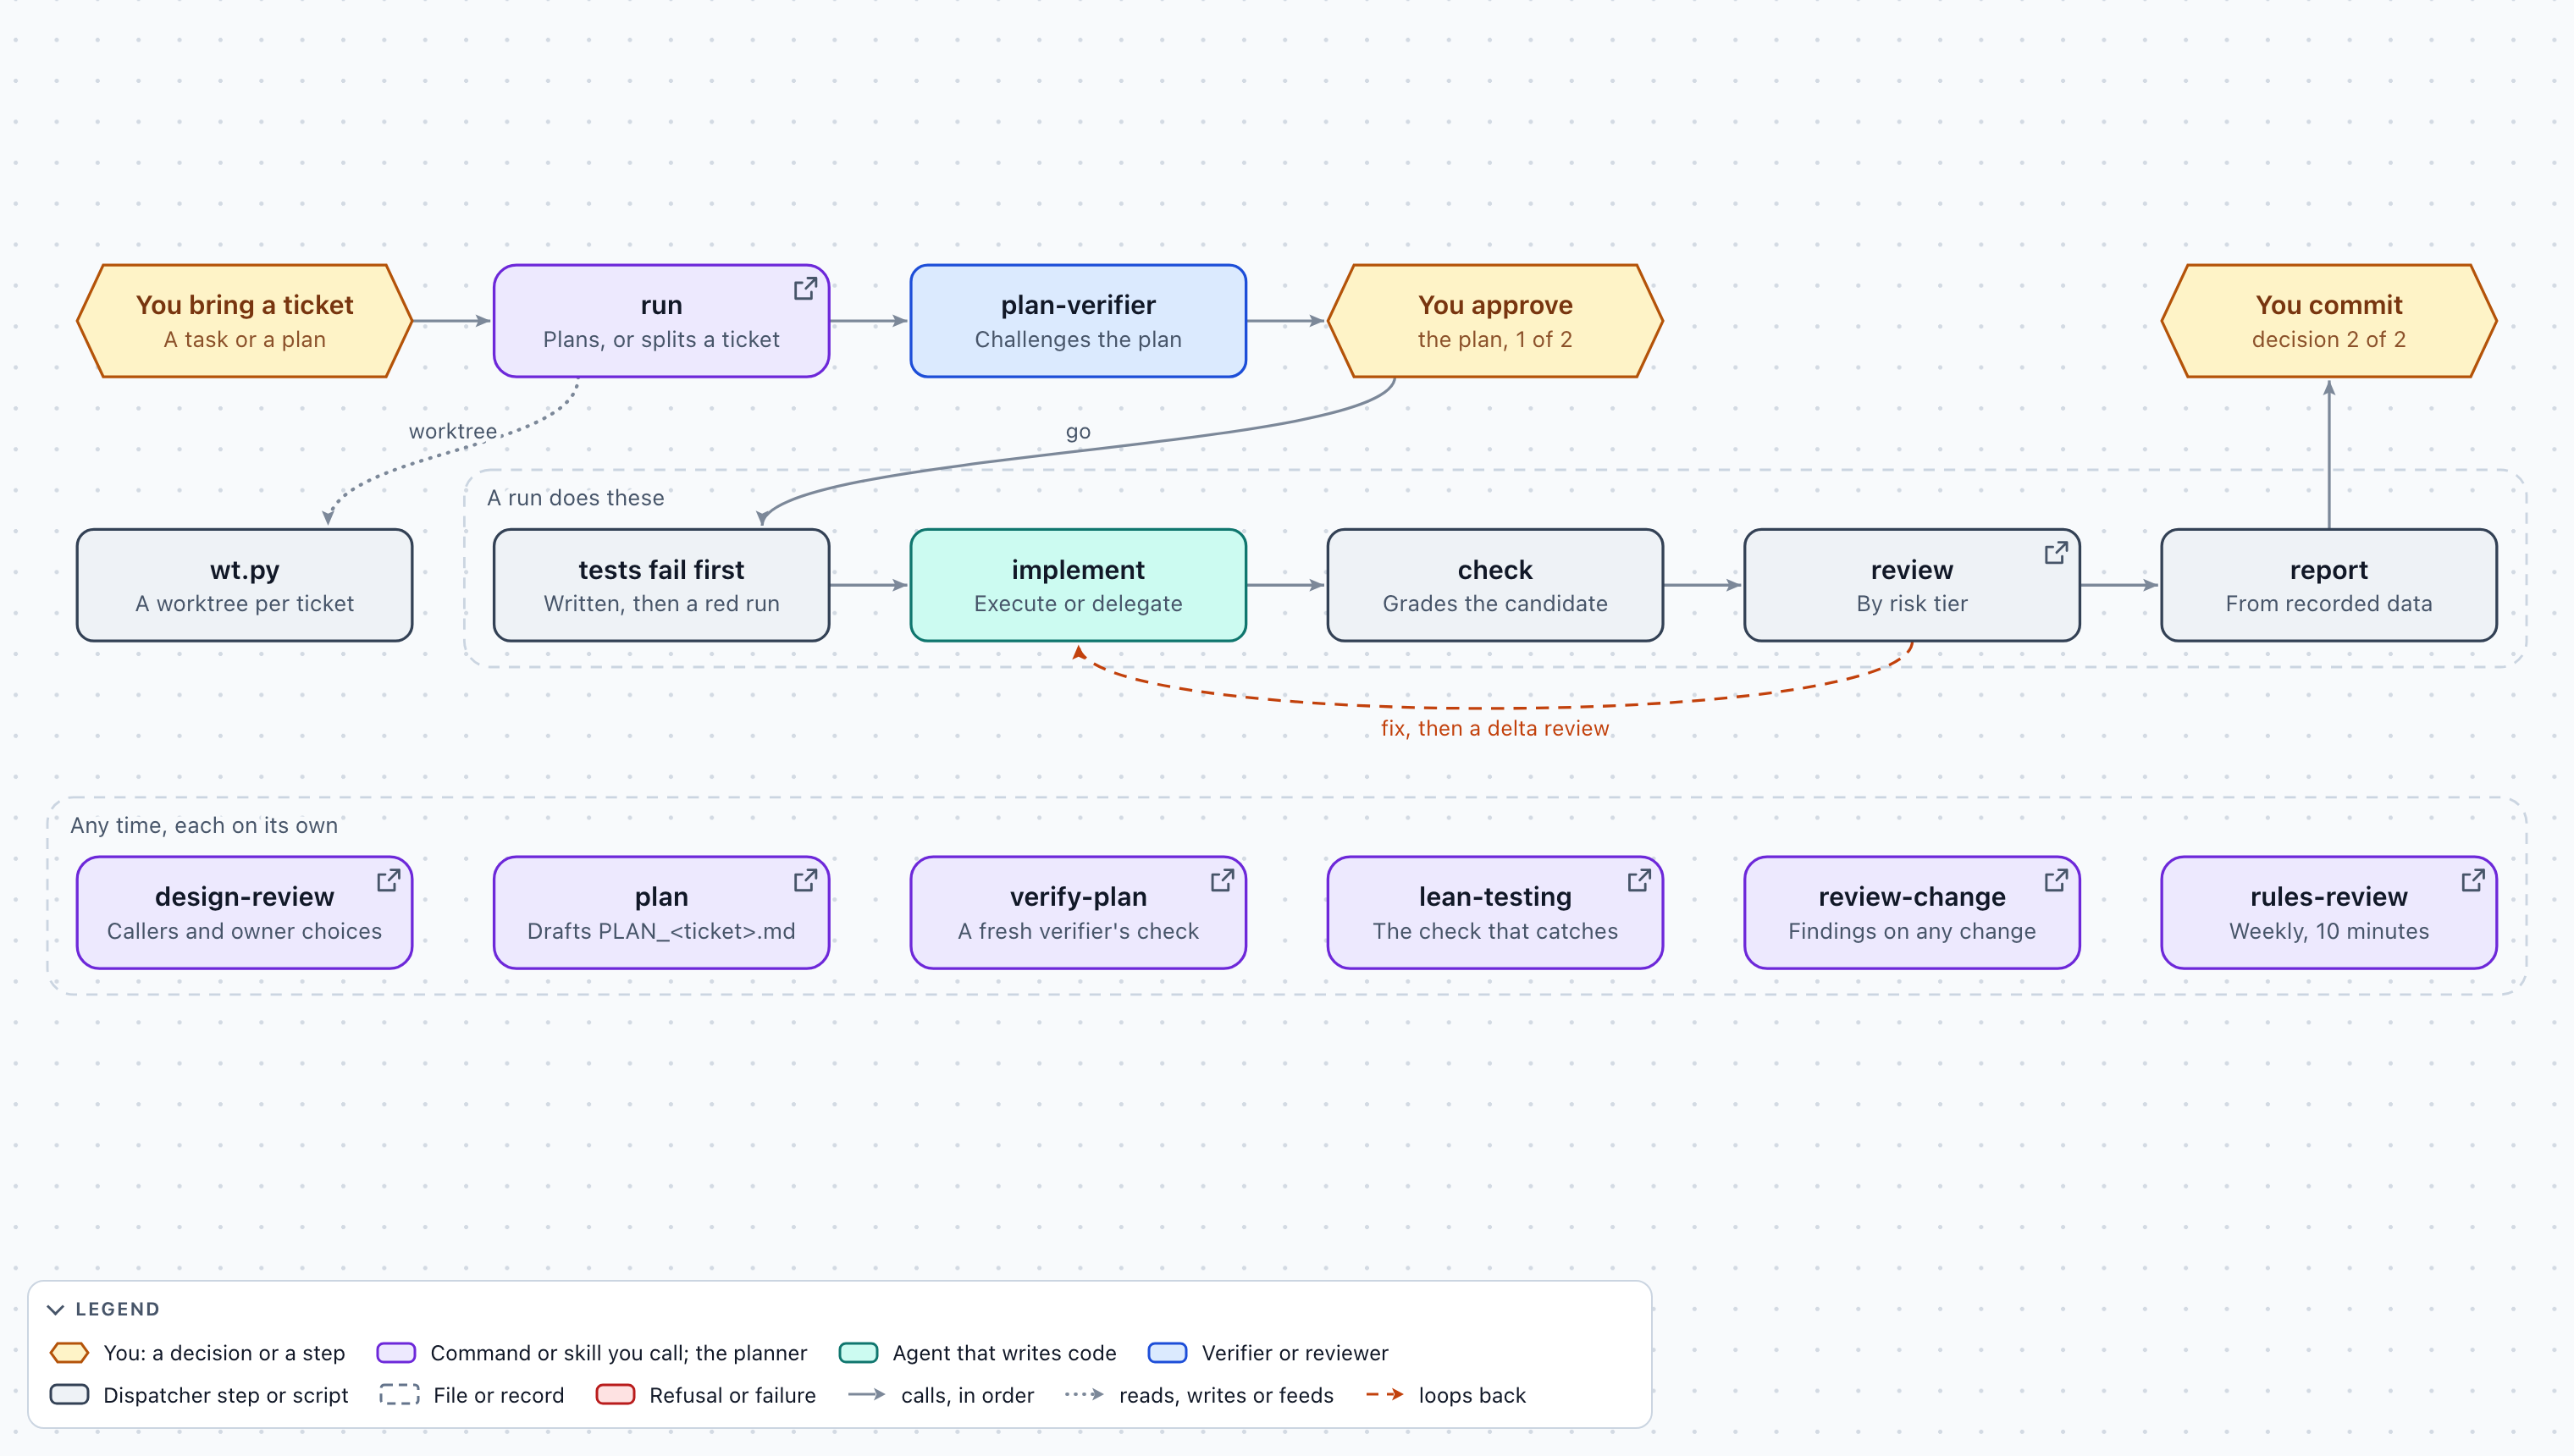 You bring a ticket
A task or a plan
run
Plans, or splits a ticket
plan-verifier
Challenges the plan
You approve
the plan, 1 of 2
You commit
decision 2 of 2
worktree
go
A run does these
wt.py
A worktree per ticket
tests fail first
Written, then a red run
implement
Execute or delegate
check
Grades the candidate
review
By risk tier
report
From recorded data
fix, then a delta review
Any time, each on its own
design-review
Callers and owner choices
plan
Drafts PLAN_<ticket>.md
verify-plan
A fresh verifier's check
lean-testing
The check that catches
review-change
Findings on any change
rules-review
Weekly, 10 minutes
LEGEND
You: a decision or a step
Command or skill you call; the planner
Agent that writes code
Verifier or reviewer
Dispatcher step or script
File or record
Refusal or failure
calls, in order
reads, writes or feeds
loops back